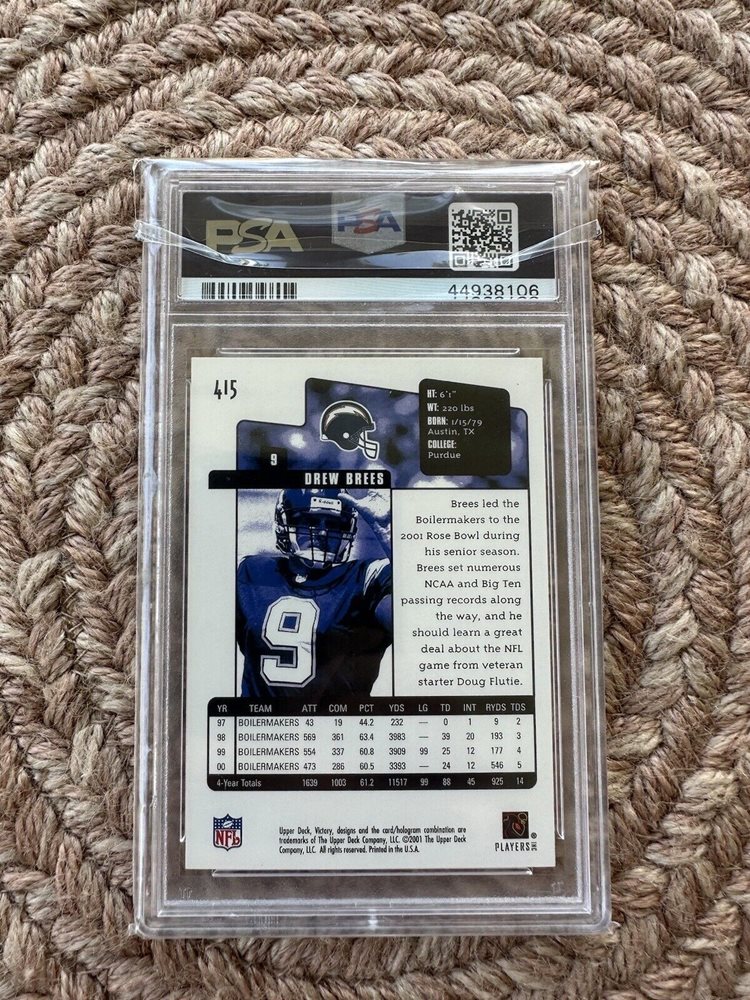 PSA
PSA
44938106
415
HT: 6'1"
WT: 220 lbs
BORN: 1/15/79
Austin, TX
COLLEGE:
Purdue
9
DREW BREES
9
Brees led the
Boilermakers to the
2001 Rose Bowl during
his senior season.
Brees set numerous
NCAA and Big Ten
passing records along
the way, and he
should learn a great
deal about the NFL
game from veteran
starter Doug Flutie.
YR TEAM ATT COM PCT YDS LG TD INT RYDS TDS
97 BOILERMAKERS 43 19 44.2 232 — 0 1 9 2
98 BOILERMAKERS 569 361 63.4 3983 — 39 20 193 3
99 BOILERMAKERS 554 337 60.8 3909 99 25 12 177 4
00 BOILERMAKERS 473 286 60.5 3393 — 24 12 546 5
4-Year Totals 1639 1003 61.2 11517 99 88 45 925 14
NFL
Upper Deck, Victory, designs and the card/hologram combination are
trademarks of The Upper Deck Company, LLC. ©2001 The Upper Deck
Company, LLC. All rights reserved. Printed in the U.S.A.
PLAYERS INC